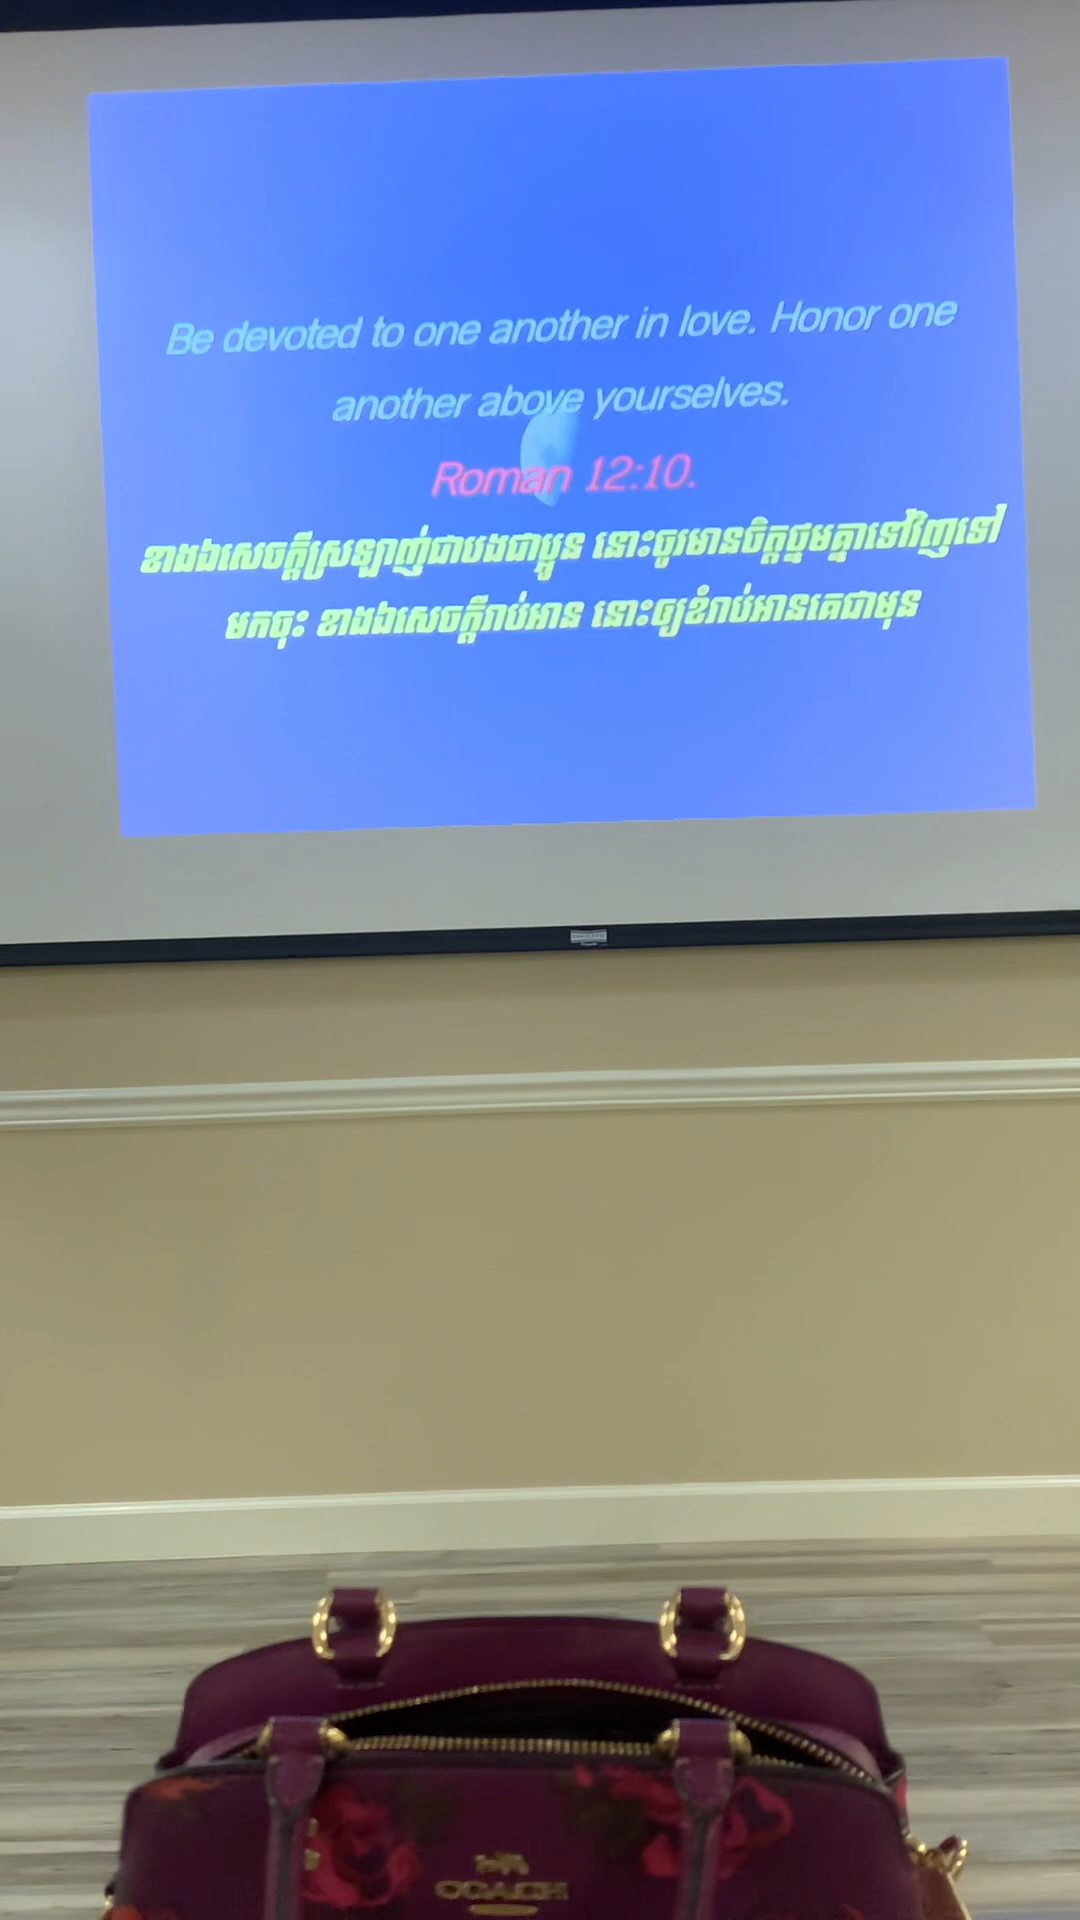 Be devoted to one another in love. Honor one
another above yourselves.
Roman 12:10.
ខាងឯសេចក្ដីស្រឡាញ់ជាបងជាប្អូន នោះចូរមានចិត្តថ្នមគ្នាទៅវិញទៅ
មកចុះ ខាងឯសេចក្ដីរាប់អាន នោះឲ្យខំរាប់អានគេជាមុន
COACH